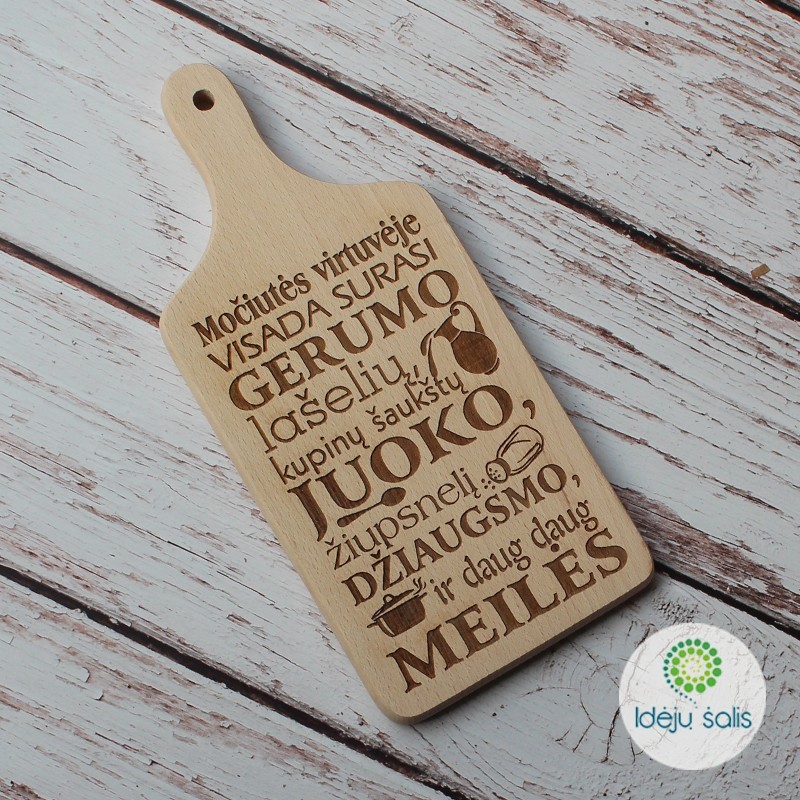 Močiutės virtuvėje
VISADA SURASI
GERUMO
lašelių,
kupinų šaukštų
JUOKO,
žiupsnelį
DŽIAUGSMO,
ir daug daug
MEILĖS
Idėjų šalis